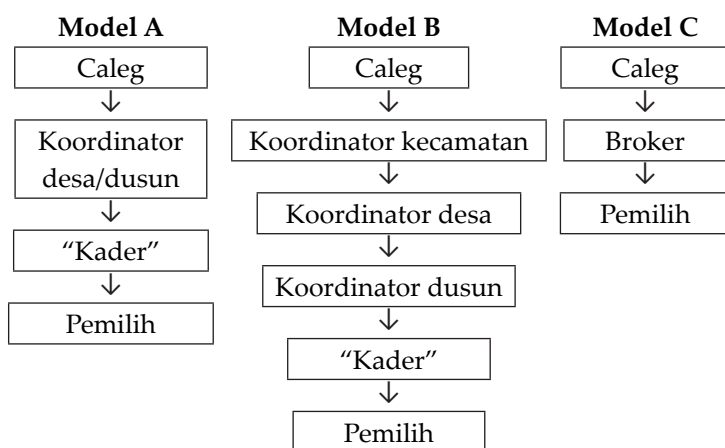 Model A
Caleg
Koordinator
desa/dusun
“Kader”
Pemilih
Model B
Caleg
Koordinator kecamatan
Koordinator desa
Koordinator dusun
“Kader”
Pemilih
Model C
Caleg
Broker
Pemilih